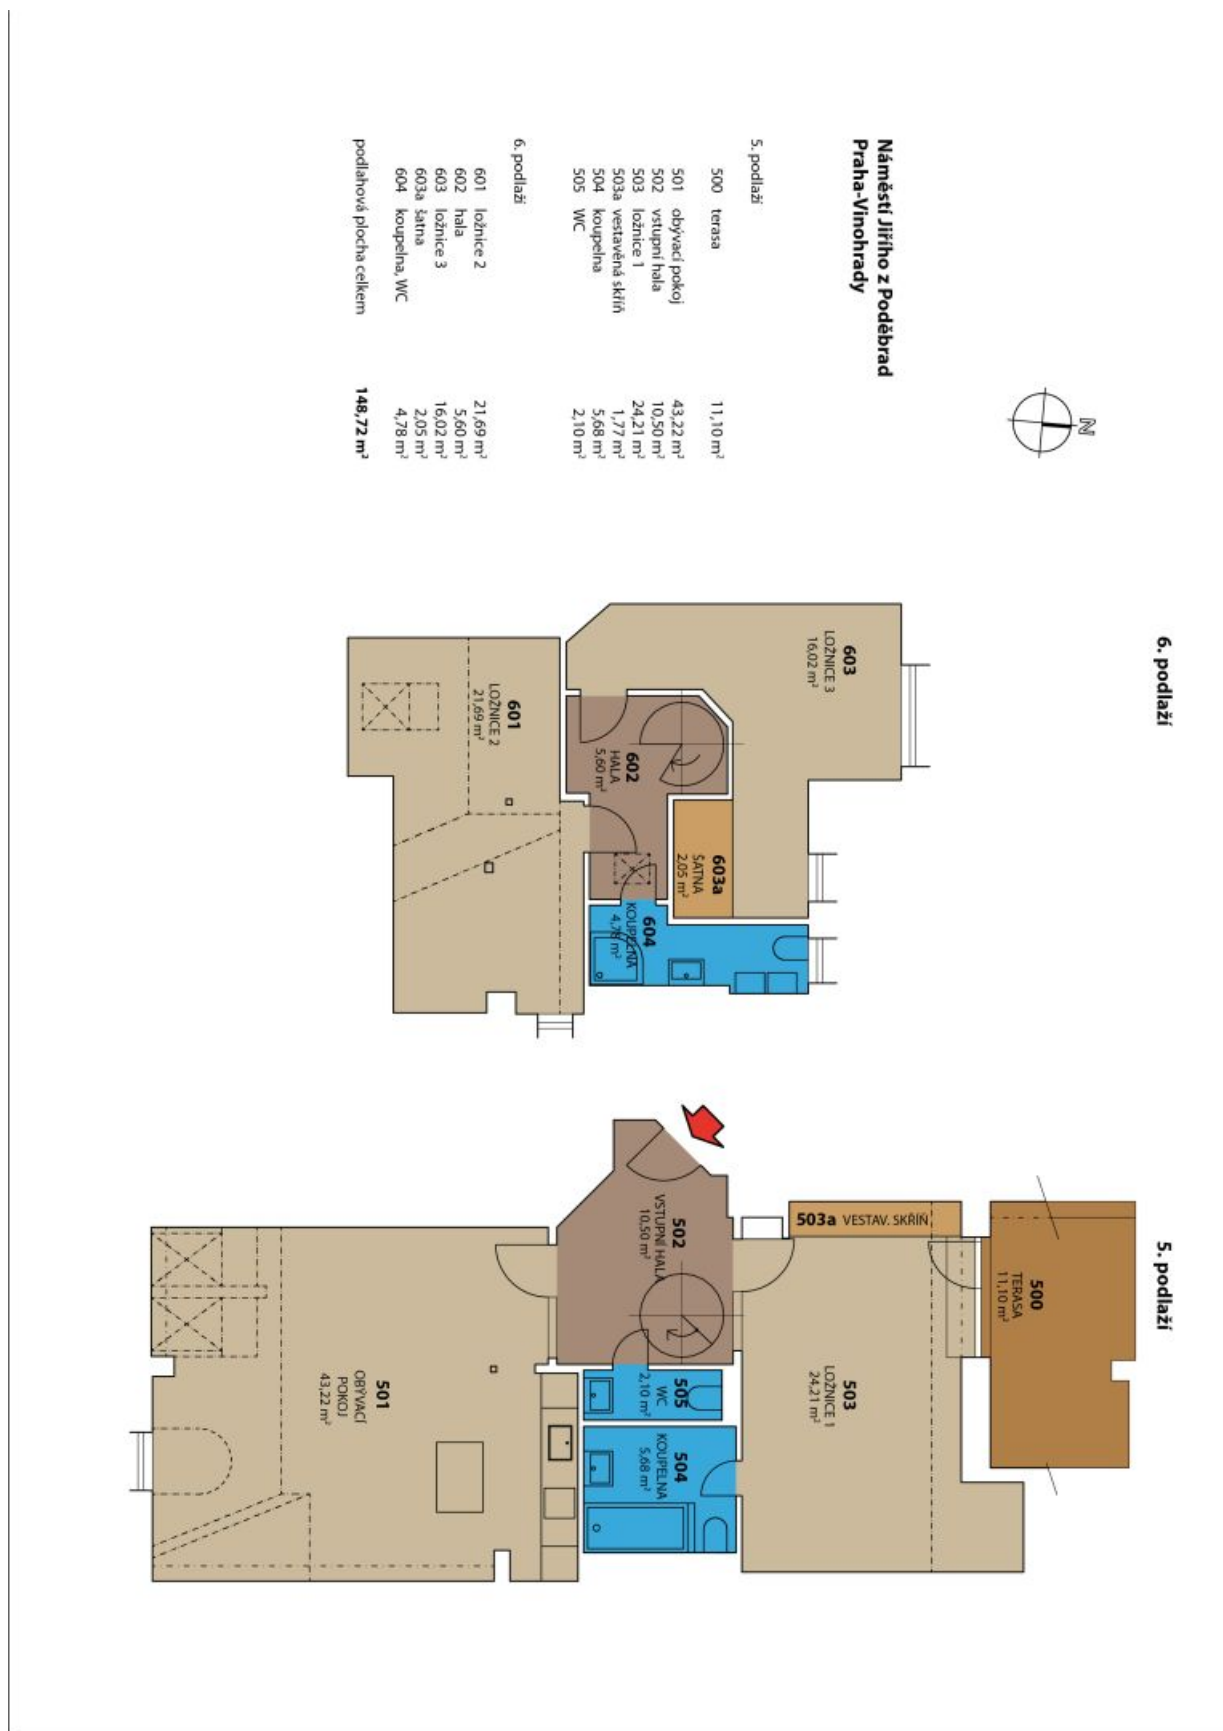 Náměstí Jiřího z Poděbrad
Praha-Vinohrady
N
5. podlaží
500 terasa 11,10 m²
501 obývací pokoj 43,22 m²
502 vstupní hala 10,50 m²
503 ložnice 1 24,21 m²
503a vestavěná skříň 1,77 m²
504 koupelna 5,68 m²
505 WC 2,10 m²
6. podlaží
601 ložnice 2 21,69 m²
602 hala 5,60 m²
603 ložnice 3 16,02 m²
603a šatna 2,05 m²
604 koupelna, WC 4,78 m²
podlahová plocha celkem 148,72 m²
6. podlaží
603
LOŽNICE 3
16,02 m²
601
LOŽNICE 2
21,69 m²
602
HALA
5,60 m²
603a
ŠATNA
2,05 m²
604
KOUPELNA
4,78 m²
5. podlaží
503a VESTAV. SKŘÍŇ
500
TERASA
11,10 m²
502
VSTUPNÍ HALA
10,50 m²
501
OBÝVACÍ
POKOJ
43,22 m²
503
LOŽNICE 1
24,21 m²
505
WC
2,10 m²
504
KOUPELNA
5,68 m²